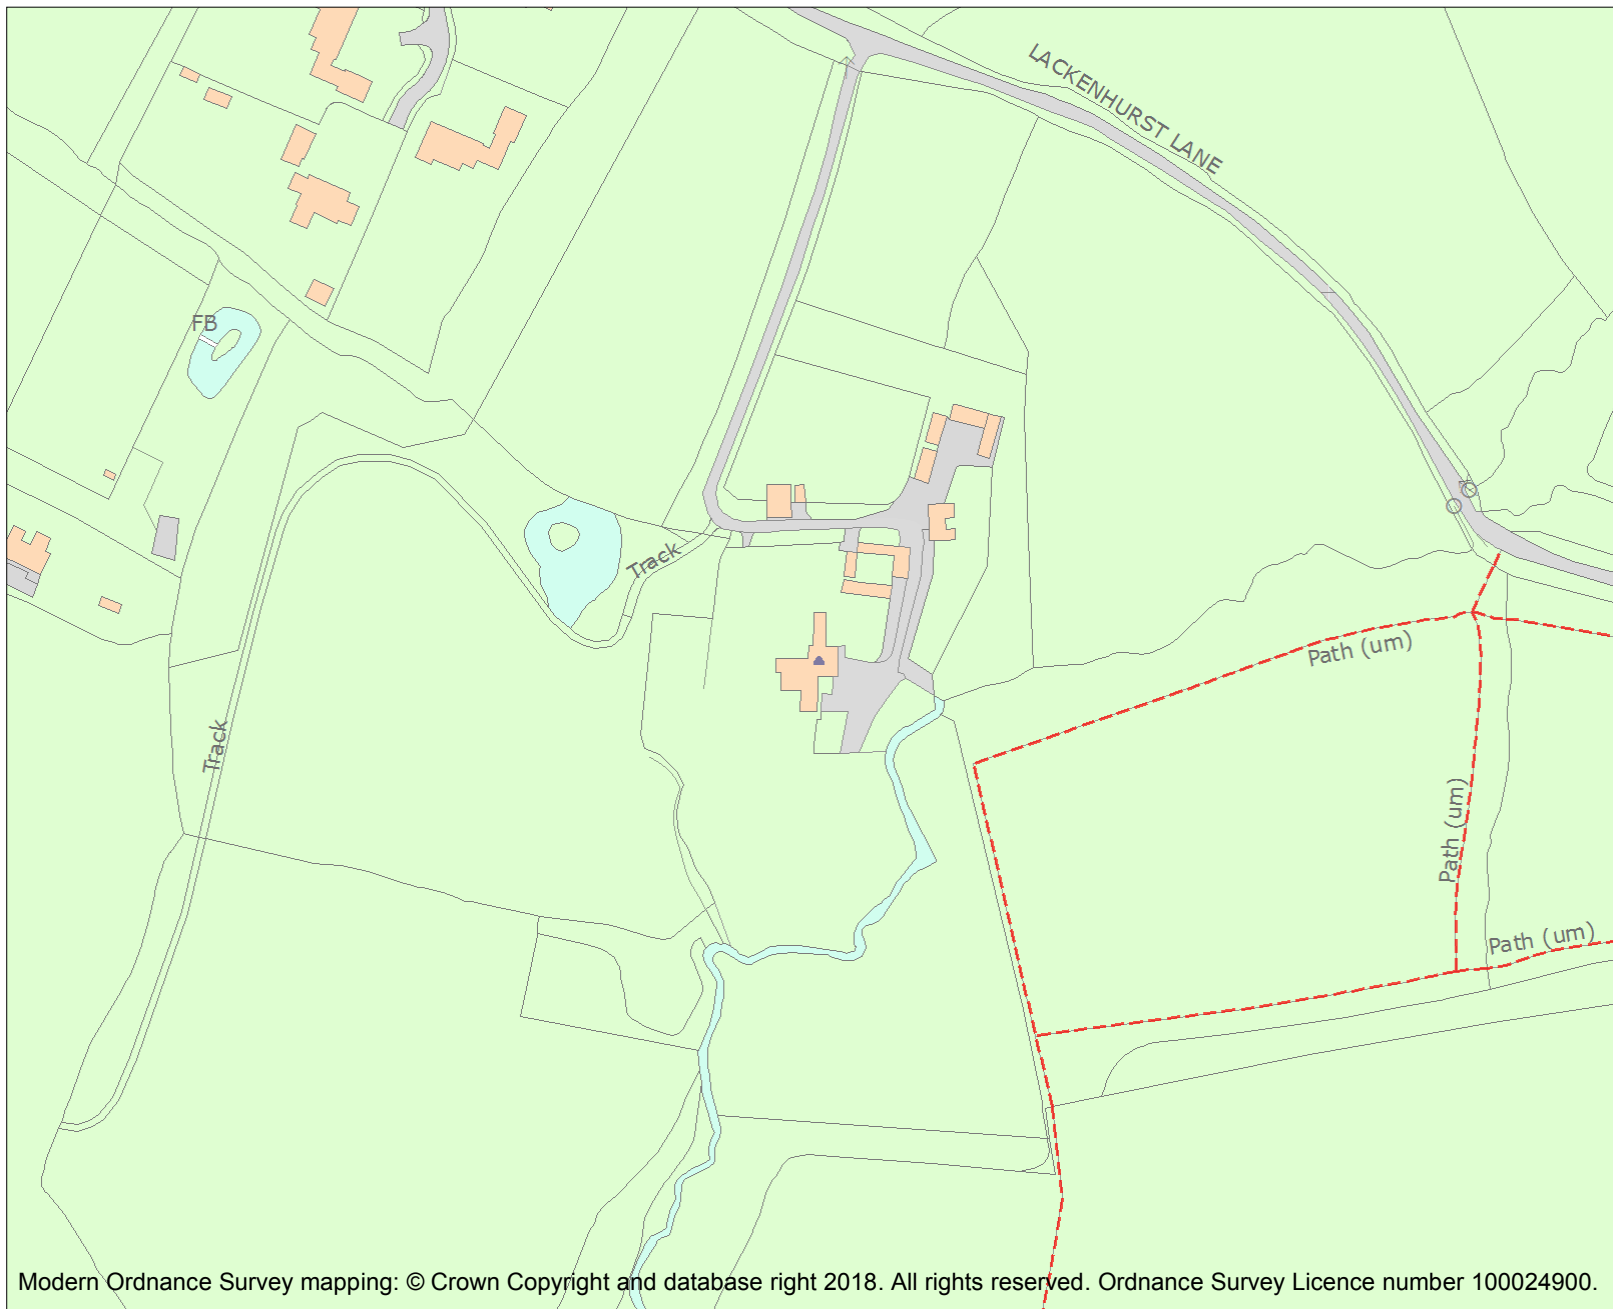 LACKENHURST LANE
FB
Track
Path (um)
Track
Path (um)
Path (um)
Modern Ordnance Survey mapping: © Crown Copyright and database right 2018. All rights reserved. Ordnance Survey Licence number 100024900.